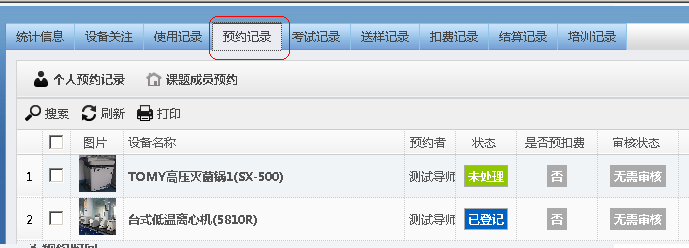 统计信息 设备关注 使用记录 预约记录 考试记录 送样记录 扣费记录 结算记录 培训记录
个人预约记录 课题成员预约
搜索 刷新 打印
图片 设备名称 预约者 状态 是否预扣费 审核状态
1 TOMY高压灭菌锅1(SX-500) 测试导师 未处理 否 无需审核
2 台式低温离心机(5810R) 测试导师 已登记 否 无需审核